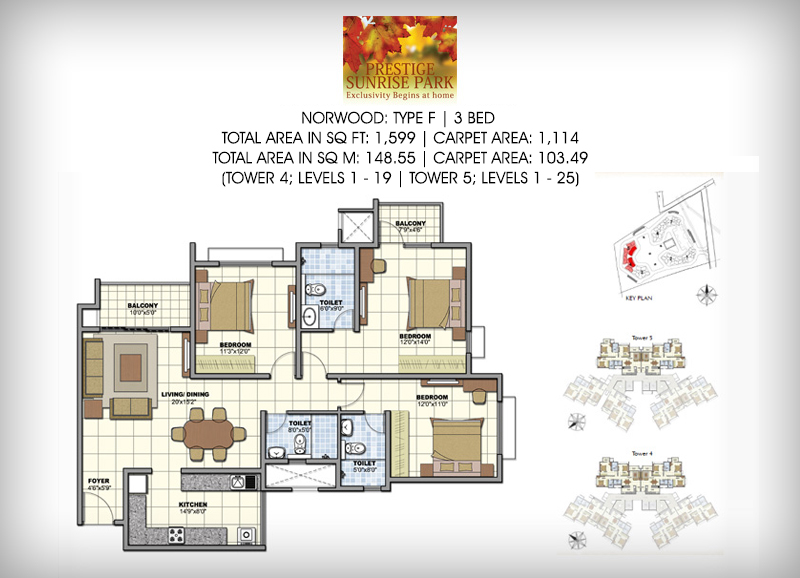 PRESTIGE
SUNRISE PARK
Exclusivity Begins at home
NORWOOD: TYPE F | 3 BED
TOTAL AREA IN SQ FT: 1,599 | CARPET AREA: 1,114
TOTAL AREA IN SQ M: 148.55 | CARPET AREA: 103.49
(TOWER 4; LEVELS 1 - 19 | TOWER 5; LEVELS 1 - 25)
BALCONY
7'9"x4'6"
BALCONY
10'0"x5'0"
TOILET
6'0"x9'0"
BEDROOM
11'3"x12'0"
BEDROOM
12'0"x14'0"
LIVING/ DINING
20'x15'2"
BEDROOM
12'0"x11'0"
TOILET
8'0"x5'0"
TOILET
5'0"x8'0"
FOYER
4'6"x5'9"
KITCHEN
14'9"x8'0"
KEY PLAN
Tower 5
Tower 4